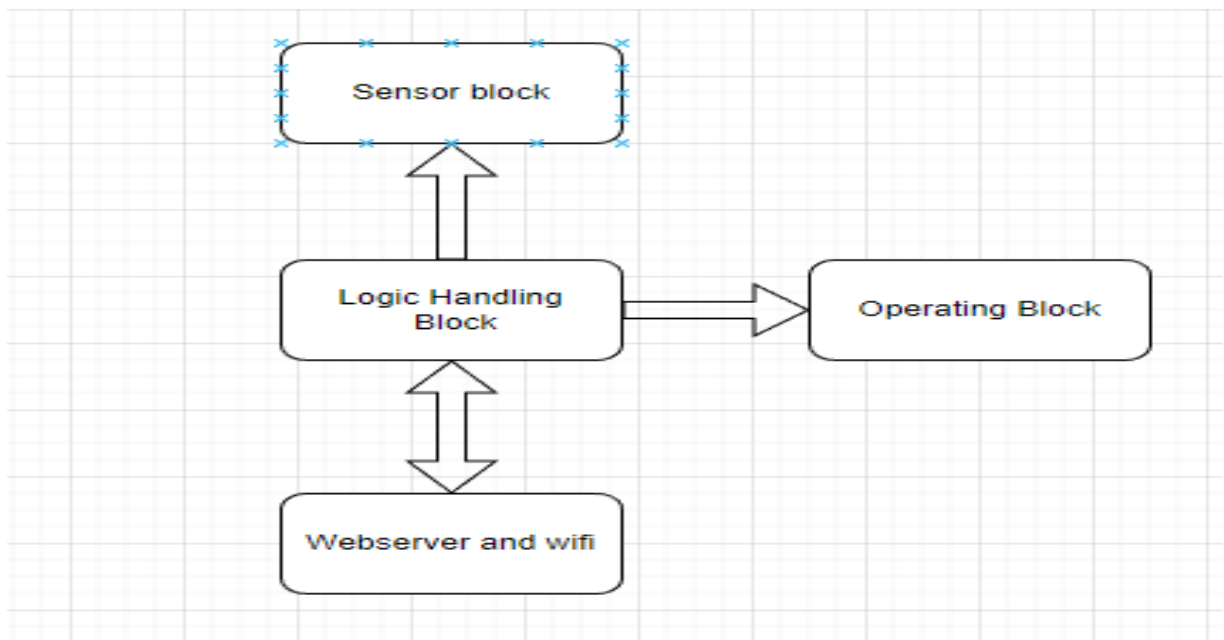 Sensor block
Logic Handling
Block
Operating Block
Webserver and wifi